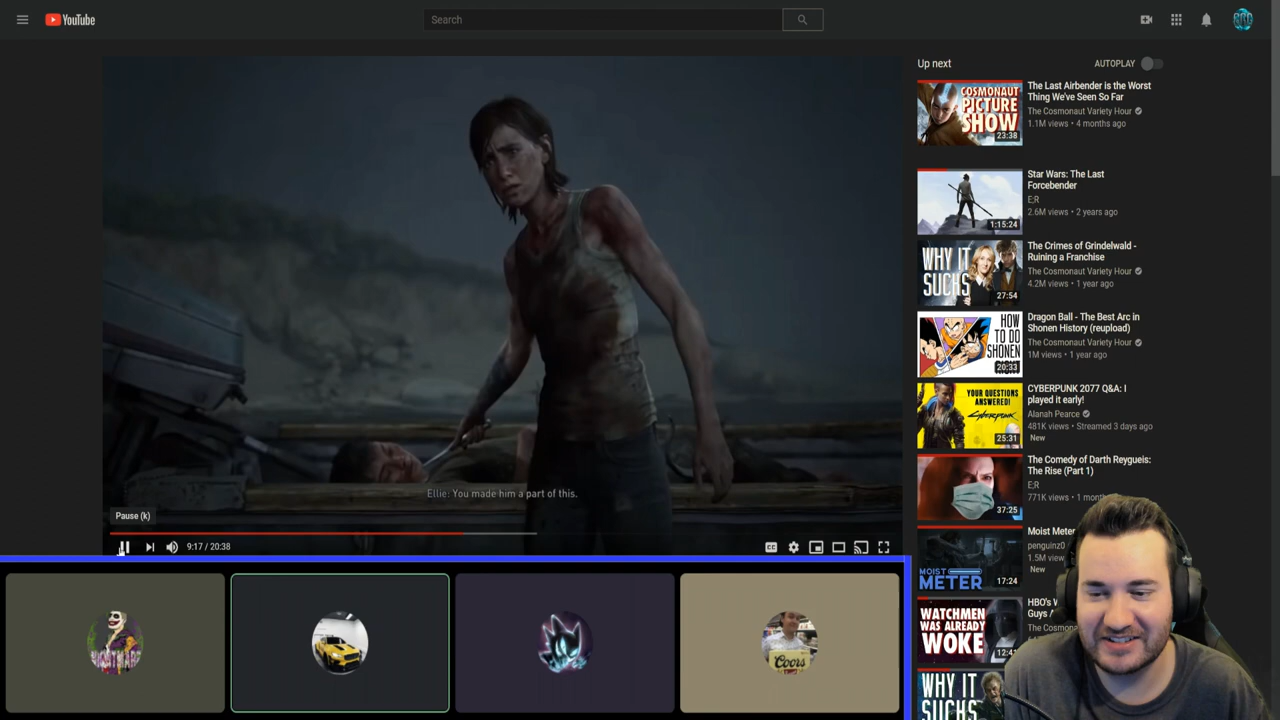 YouTube
Search
Ellie: You made him a part of this.
Pause (k)
9:17 / 20:38
CC
NIGHTMARE
Coors
Up next
AUTOPLAY
COSMONAUT
PICTURE
SHOW
23:38
The Last Airbender is the Worst
Thing We've Seen So Far
The Cosmonaut Variety Hour
1.1M views • 4 months ago
1:15:24
Star Wars: The Last
Forcebender
E;R
2.6M views • 2 years ago
WHY IT
SUCKS
27:54
The Crimes of Grindelwald -
Ruining a Franchise
The Cosmonaut Variety Hour
4.2M views • 1 year ago
HOW
TO DO
SHONEN
RIGHT
20:33
Dragon Ball - The Best Arc in
Shonen History (reupload)
The Cosmonaut Variety Hour
1M views • 1 year ago
YOUR QUESTIONS
ANSWERED!
CYBERPUNK
25:31
CYBERPUNK 2077 Q&A: I
played it early!
Alanah Pearce
481K views • Streamed 3 days ago
New
37:25
The Comedy of Darth Reygueis:
The Rise (Part 1)
E;R
771K views • 1 mont
MOIST
METER
17:24
Moist Meter
penguinz0
1.5M view
New
WATCHMEN
WAS ALREADY
WOKE
12:4
HBO's W
Guys
The Cosmona
628K
WHY IT
SUCKS